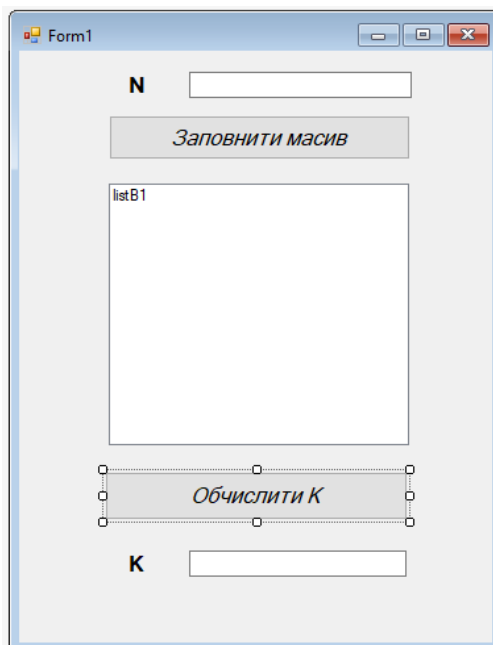 Form1
N
Заповнити масив
listB1
Обчислити К
K